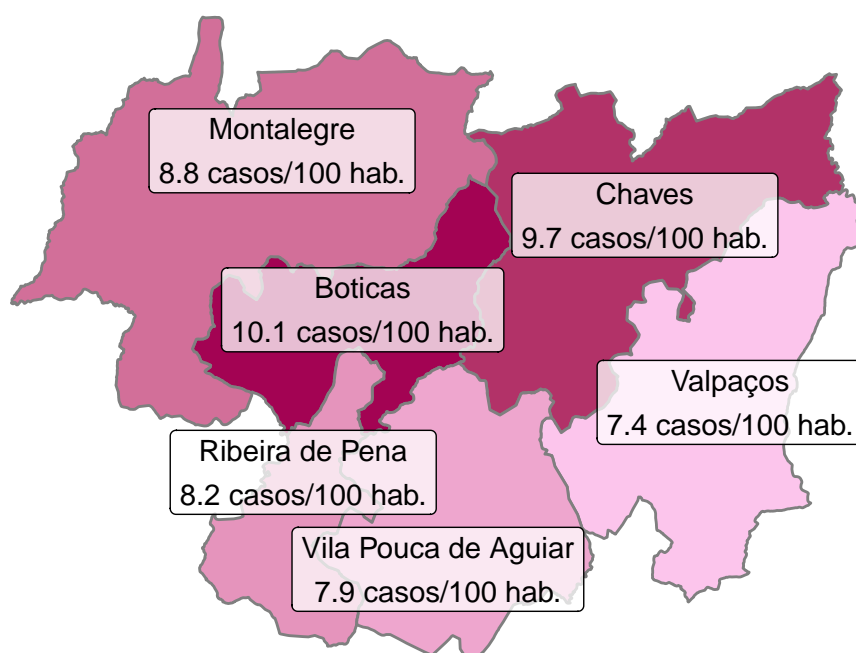 Montalegre
8.8 casos/100 hab.
Chaves
9.7 casos/100 hab.
Boticas
10.1 casos/100 hab.
Valpaços
7.4 casos/100 hab.
Ribeira de Pena
8.2 casos/100 hab.
Vila Pouca de Aguiar
7.9 casos/100 hab.